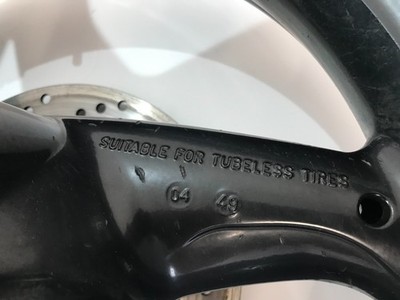 SUITABLE FOR TUBELESS TIRES
04 49